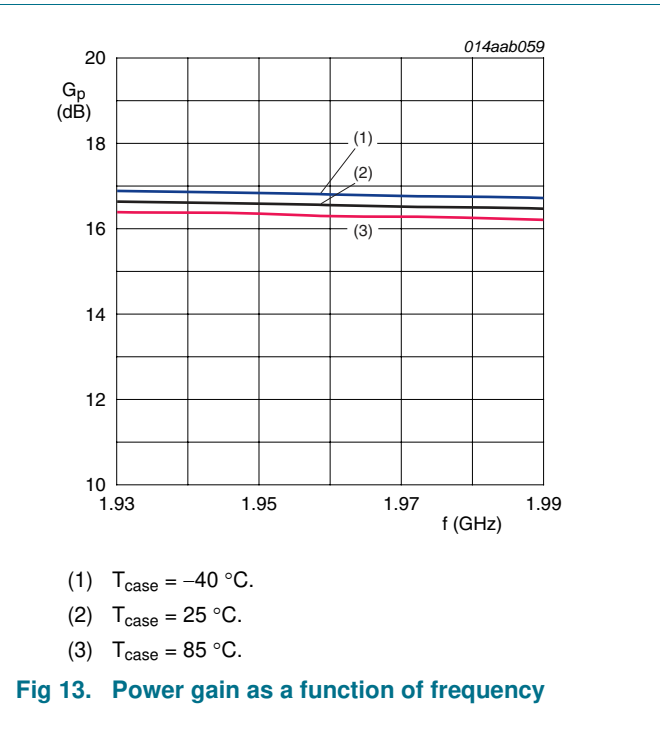 014aab059
20
Gp
(dB)
18
(1)
(2)
16
(3)
14
12
10
1.93 1.95 1.97 1.99
f (GHz)
(1) Tcase = −40 °C.
(2) Tcase = 25 °C.
(3) Tcase = 85 °C.
Fig 13. Power gain as a function of frequency